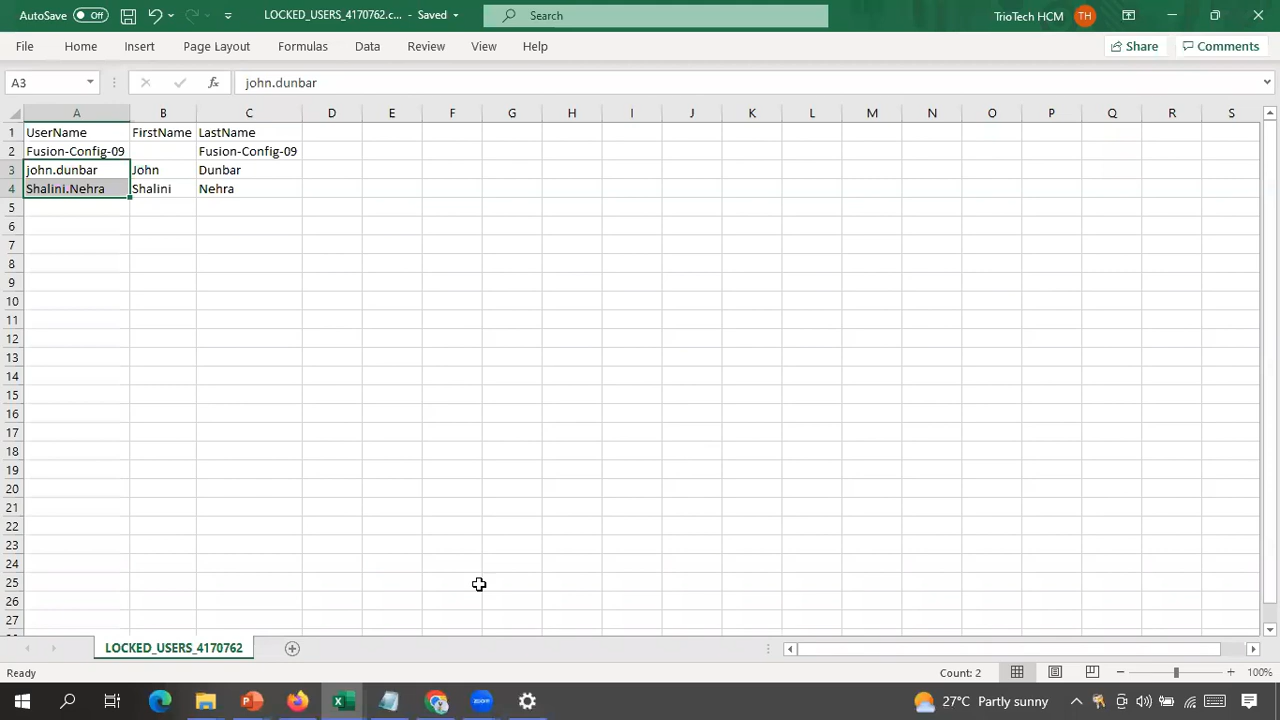 AutoSave Off LOCKED_USERS_4170762.c... - Saved Search TrioTech HCM TH
File Home Insert Page Layout Formulas Data Review View Help Share Comments
A3 fx john.dunbar
A B C D E F G H I J K L M N O P Q R S
1 UserName FirstName LastName
2 Fusion-Config-09 Fusion-Config-09
3 john.dunbar John Dunbar
4 Shalini.Nehra Shalini Nehra
5
6
7
8
9
10
11
12
13
14
15
16
17
18
19
20
21
22
23
24
25
26
27
LOCKED_USERS_4170762
Ready Count: 2 100%
zoom 27°C Partly sunny